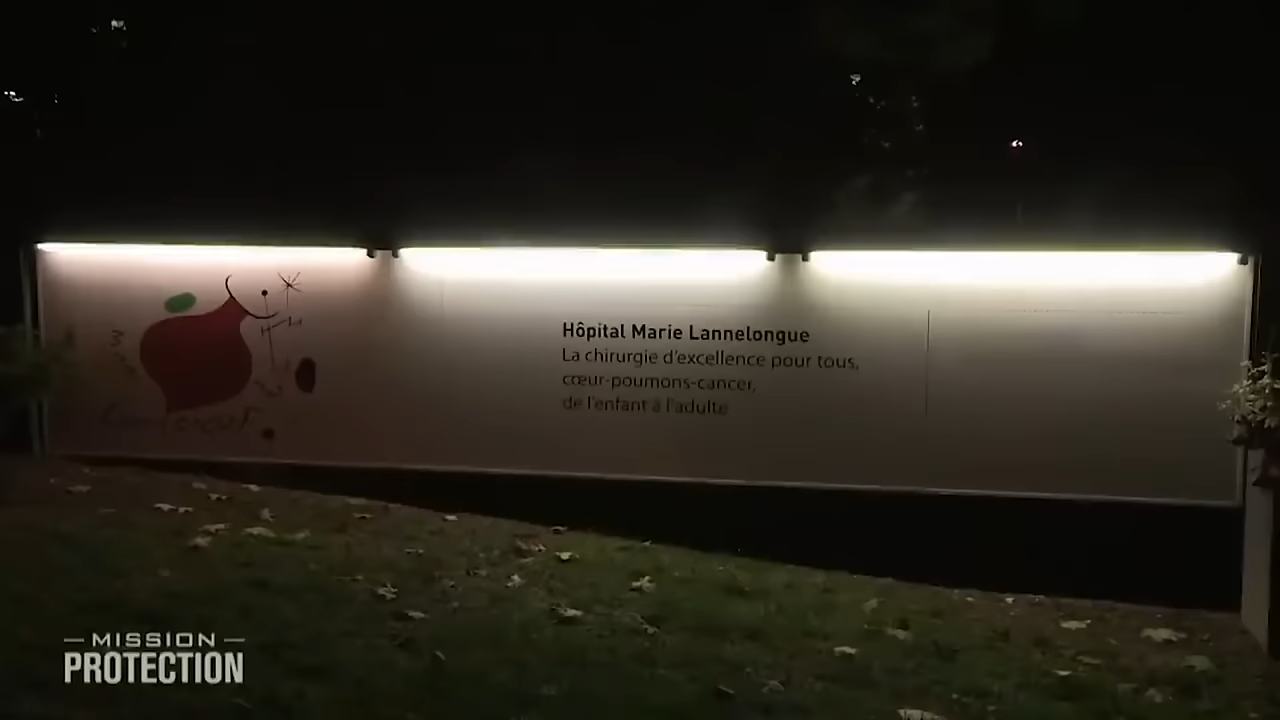 Hôpital Marie Lannelongue
La chirurgie d'excellence pour tous,
cœur-poumons-cancer,
de l'enfant à l'adulte
MISSION
PROTECTION